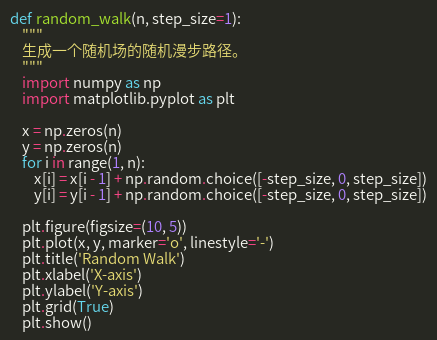 def random_walk(n, step_size=1):
"""
生成一个随机场的随机漫步路径。
"""
import numpy as np
import matplotlib.pyplot as plt
x = np.zeros(n)
y = np.zeros(n)
for i in range(1, n):
x[i] = x[i - 1] + np.random.choice([-step_size, 0, step_size])
y[i] = y[i - 1] + np.random.choice([-step_size, 0, step_size])
plt.figure(figsize=(10, 5))
plt.plot(x, y, marker='o', linestyle='-')
plt.title('Random Walk')
plt.xlabel('X-axis')
plt.ylabel('Y-axis')
plt.grid(True)
plt.show()